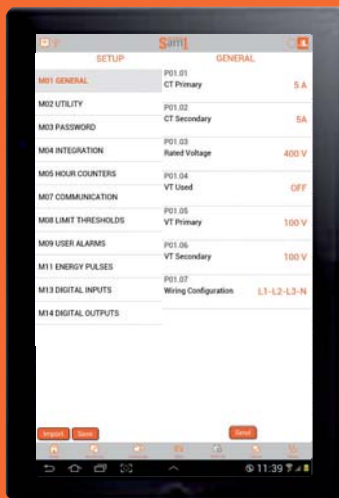 Sam1
SETUP
GENERAL
M01 GENERAL
M02 UTILITY
M03 PASSWORD
M04 INTEGRATION
M05 HOUR COUNTERS
M07 COMMUNICATION
M08 LIMIT THRESHOLDS
M09 USER ALARMS
M11 ENERGY PULSES
M13 DIGITAL INPUTS
M14 DIGITAL OUTPUTS
P01.01
CT Primary 5 A
P01.02
CT Secondary 5A
P01.03
Rated Voltage 400 V
P01.04
VT Used OFF
P01.05
VT Primary 100 V
P01.06
VT Secondary 100 V
P01.07
Wiring Configuration L1-L2-L3-N
Import Save Send
11:39